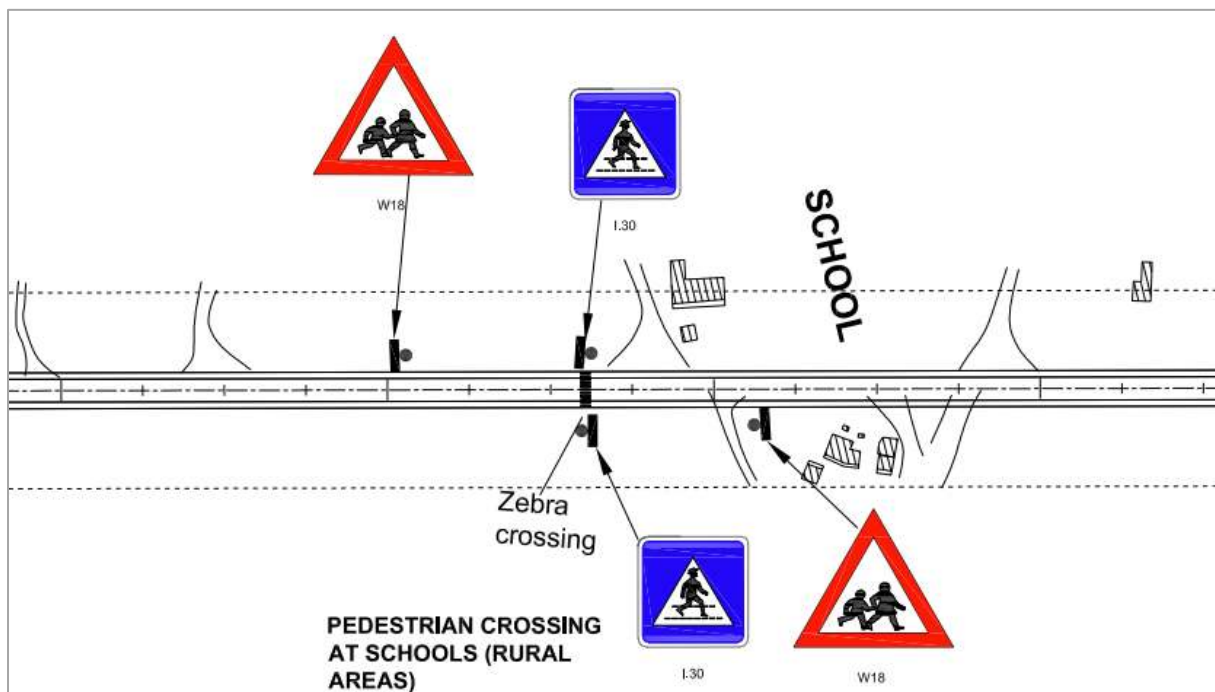 W18
I.30
SCHOOL
Zebra
crossing
PEDESTRIAN CROSSING
AT SCHOOLS (RURAL
AREAS)
I.30
W18